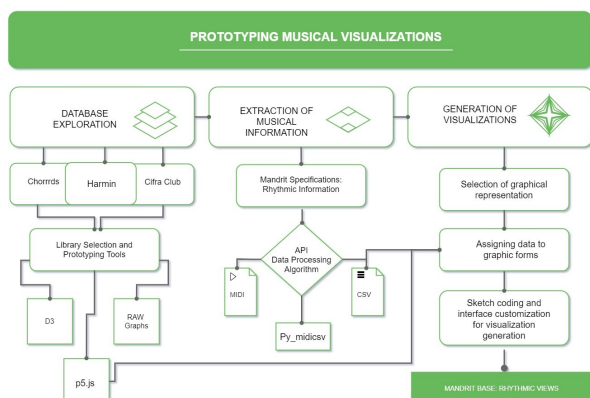 PROTOTYPING MUSICAL VISUALIZATIONS
DATABASE
EXPLORATION
EXTRACTION OF
MUSICAL
INFORMATION
GENERATION OF
VISUALIZATIONS
Chorrrds
Harmin
Cifra Club
Mandrit Specifications:
Rhythmic Information
Selection of graphical
representation
Library Selection and
Prototyping Tools
API
Data Processing
Algorithm
Assigning data to
graphic forms
MIDI
CSV
D3
RAW
Graphs
Py_midicsv
Sketch coding and
interface customization
for visualization
generation
p5.js
MANDRIT BASE: RHYTHMIC VIEWS